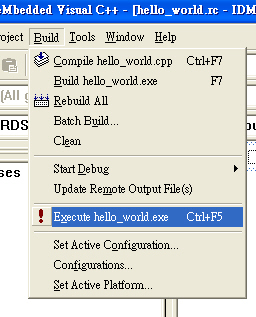 eMbedded Visual C++ - [hello_world.rc - IDM
roject Build Tools Window Help
Compile hello_world.cpp Ctrl+F7
Build hello_world.exe F7
Rebuild All
Batch Build...
Clean
Start Debug
Update Remote Output File(s)
Execute hello_world.exe Ctrl+F5
Set Active Configuration...
Configurations...
Set Active Platform...
(All g
RDS
ou
ses